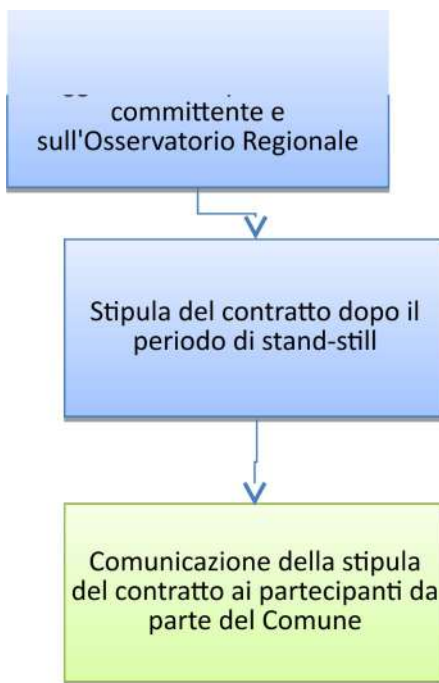 committente e
sull'Osservatorio Regionale
Stipula del contratto dopo il
periodo di stand-still
Comunicazione della stipula
del contratto ai partecipanti da
parte del Comune